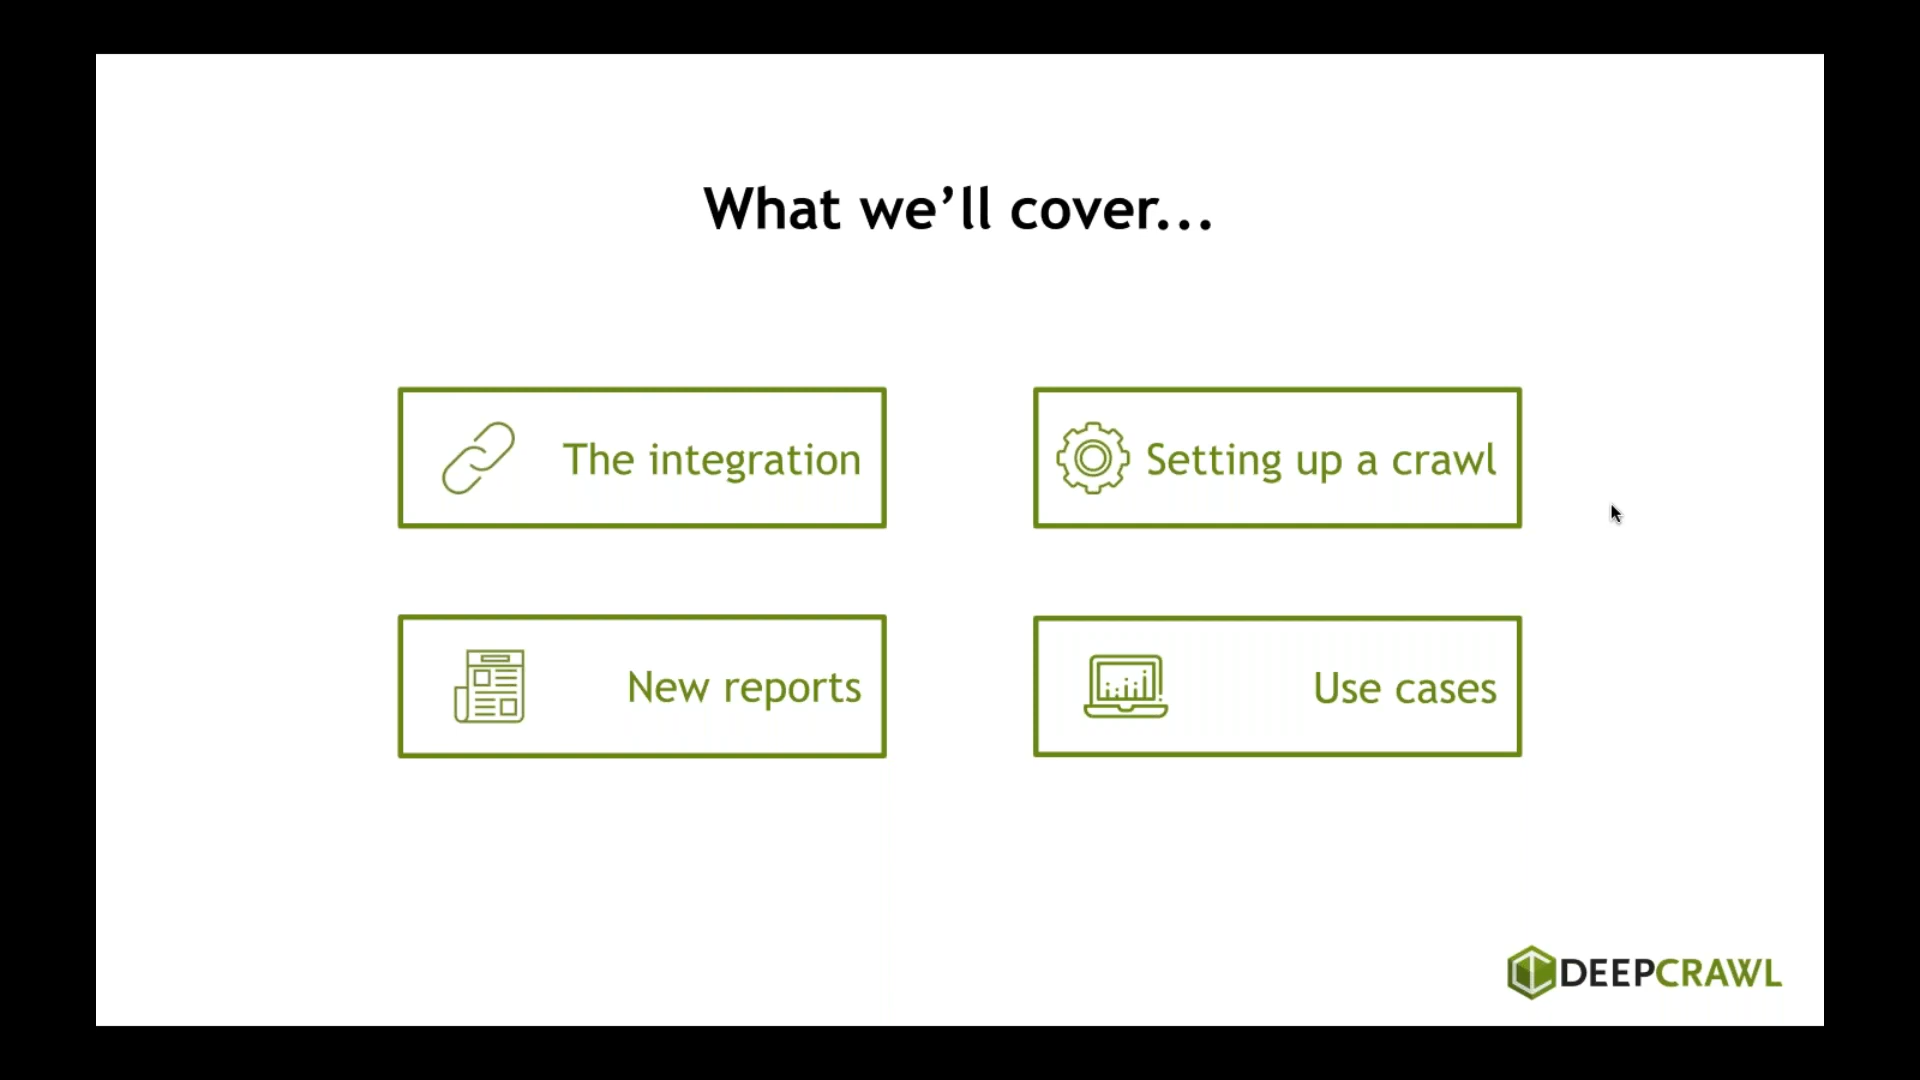 What we’ll cover...
The integration
Setting up a crawl
New reports
Use cases
DEEPCRAWL